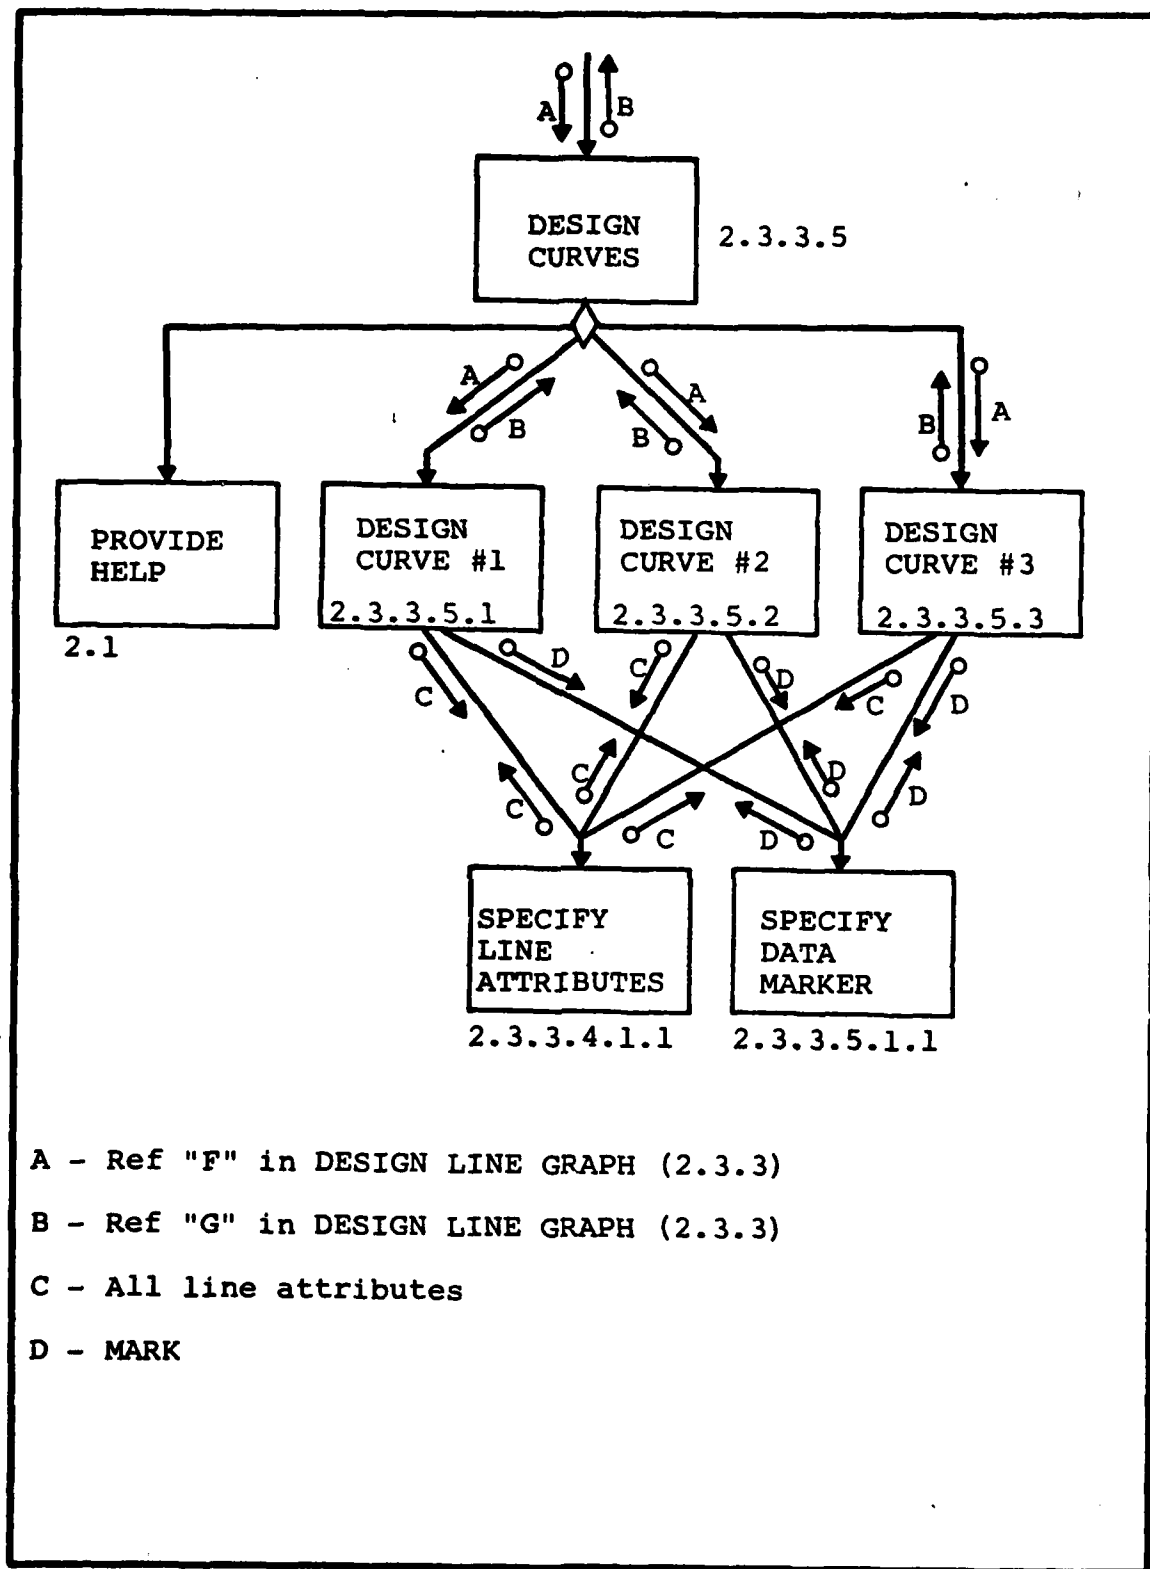 A
B
DESIGN
CURVES
2.3.3.5
A
B
A
B
B
A
PROVIDE
HELP
2.1
DESIGN
CURVE #1
2.3.3.5.1
DESIGN
CURVE #2
2.3.3.5.2
DESIGN
CURVE #3
2.3.3.5.3
C
D
C
D
C
D
C
C
C
D
D
D
SPECIFY
LINE
ATTRIBUTES
2.3.3.4.1.1
SPECIFY
DATA
MARKER
2.3.3.5.1.1
A - Ref "F" in DESIGN LINE GRAPH (2.3.3)
B - Ref "G" in DESIGN LINE GRAPH (2.3.3)
C - All line attributes
D - MARK